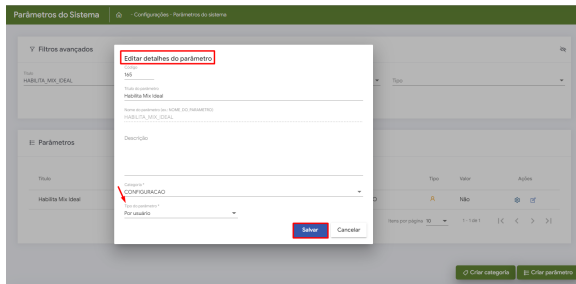 Parâmetros do Sistema
- Configurações - Parâmetros do sistema
Filtros avançados
Título
HABILITA_MIX_IDEAL
Tipo
Parâmetros
Título
Tipo
Valor
Ações
Habilita Mix Ideal
O
Não
Itens por página 10
1 - 1 de 1
Criar categoria
Criar parâmetro
Editar detalhes do parâmetro
Código
165
Título do parâmetro
Habilita Mix Ideal
Nome do parâmetro (ex.: NOME_DO_PARAMETRO)
HABILITA_MIX_IDEAL
Descrição
Categoria *
CONFIGURACAO
Tipo do parâmetro *
Por usuário
Salvar
Cancelar